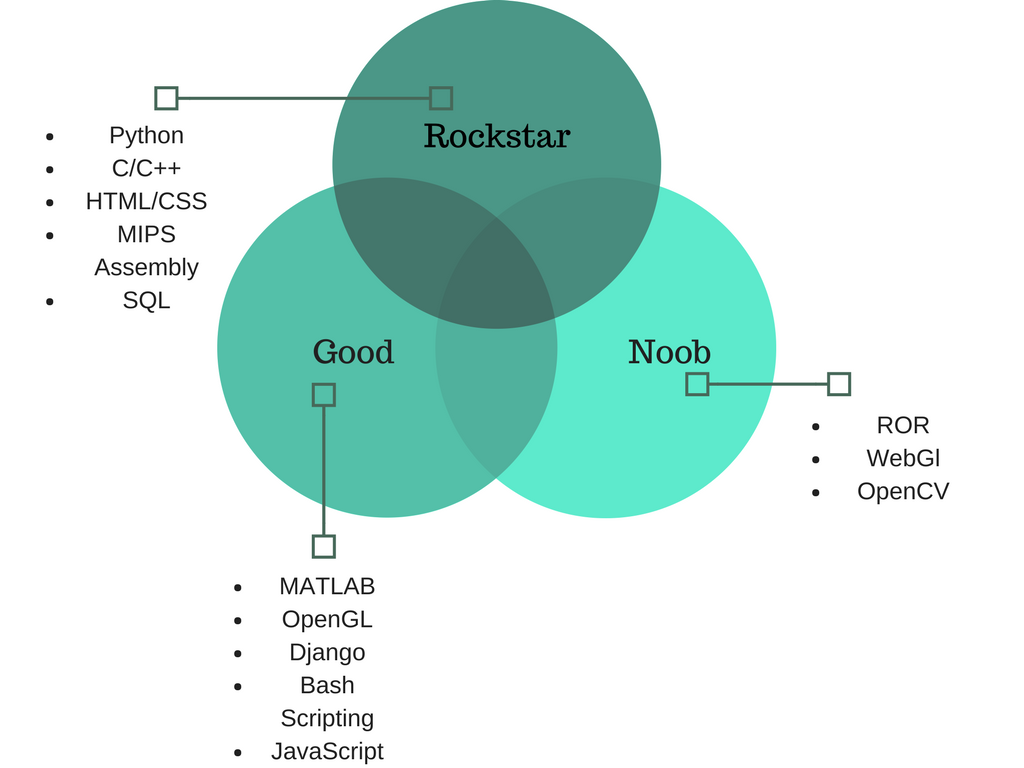 Rockstar
Python
C/C++
HTML/CSS
MIPS
Assembly
SQL
Good
Noob
ROR
WebGl
OpenCV
MATLAB
OpenGL
Django
Bash
Scripting
JavaScript